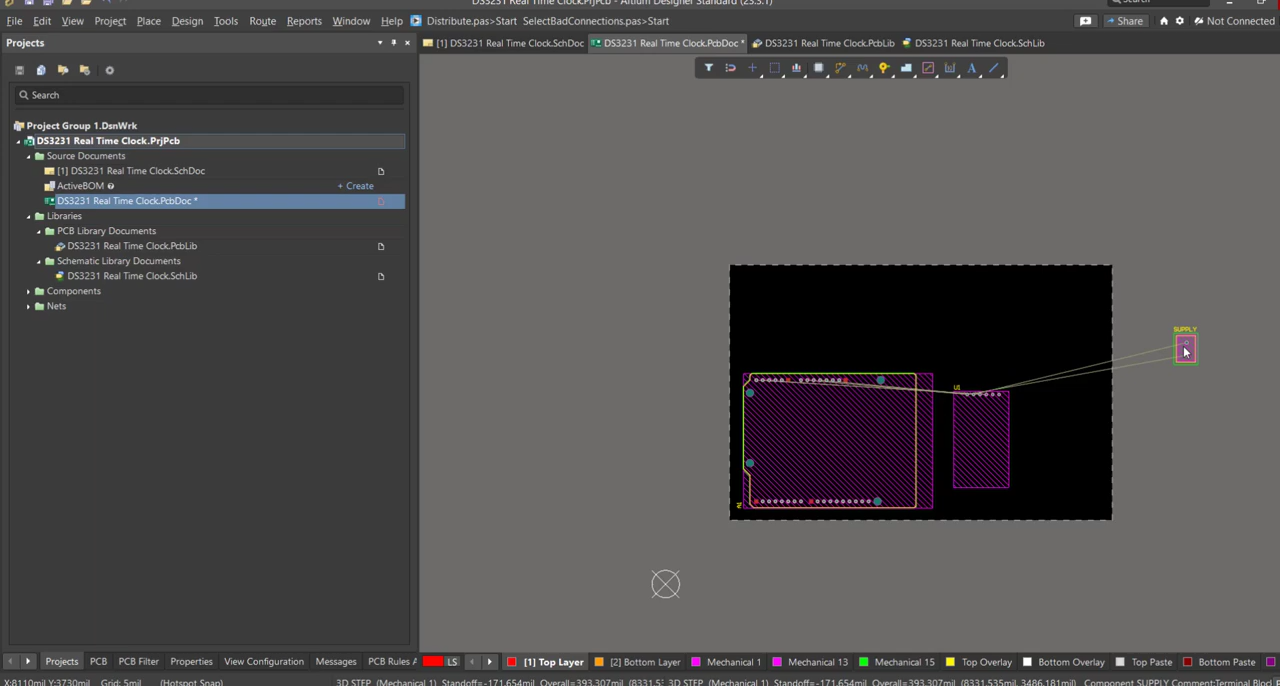 DS3231 Real Time Clock.PrjPcb - Altium Designer Standard (23.3.1)
Search
File Edit View Project Place Design Tools Route Reports Window Help Distribute.pas>Start SelectBadConnections.pas>Start Share Not Connected
Projects
[1] DS3231 Real Time Clock.SchDoc DS3231 Real Time Clock.PcbDoc * DS3231 Real Time Clock.PcbLib DS3231 Real Time Clock.SchLib
Search
Project Group 1.DsnWrk
DS3231 Real Time Clock.PrjPcb
Source Documents
[1] DS3231 Real Time Clock.SchDoc
ActiveBOM + Create
DS3231 Real Time Clock.PcbDoc *
Libraries
PCB Library Documents
DS3231 Real Time Clock.PcbLib
Schematic Library Documents
DS3231 Real Time Clock.SchLib
Components
Nets
SUPPLY
U1
Projects PCB PCB Filter Properties View Configuration Messages PCB Rules A LS [1] Top Layer [2] Bottom Layer Mechanical 1 Mechanical 13 Mechanical 15 Top Overlay Bottom Overlay Top Paste Bottom Paste
X:8110mil Y:3730mil Grid: 5mil (Hotspot Snap) 3D STEP (Mechanical 1) Standoff=-171.654mil Overall=393.307mil (8331.53 3D STEP (Mechanical 1) Standoff=-171.654mil Overall=393.307mil (8331.535mil, 3486.181mil) Component SUPPLY Comment:Terminal Bloc